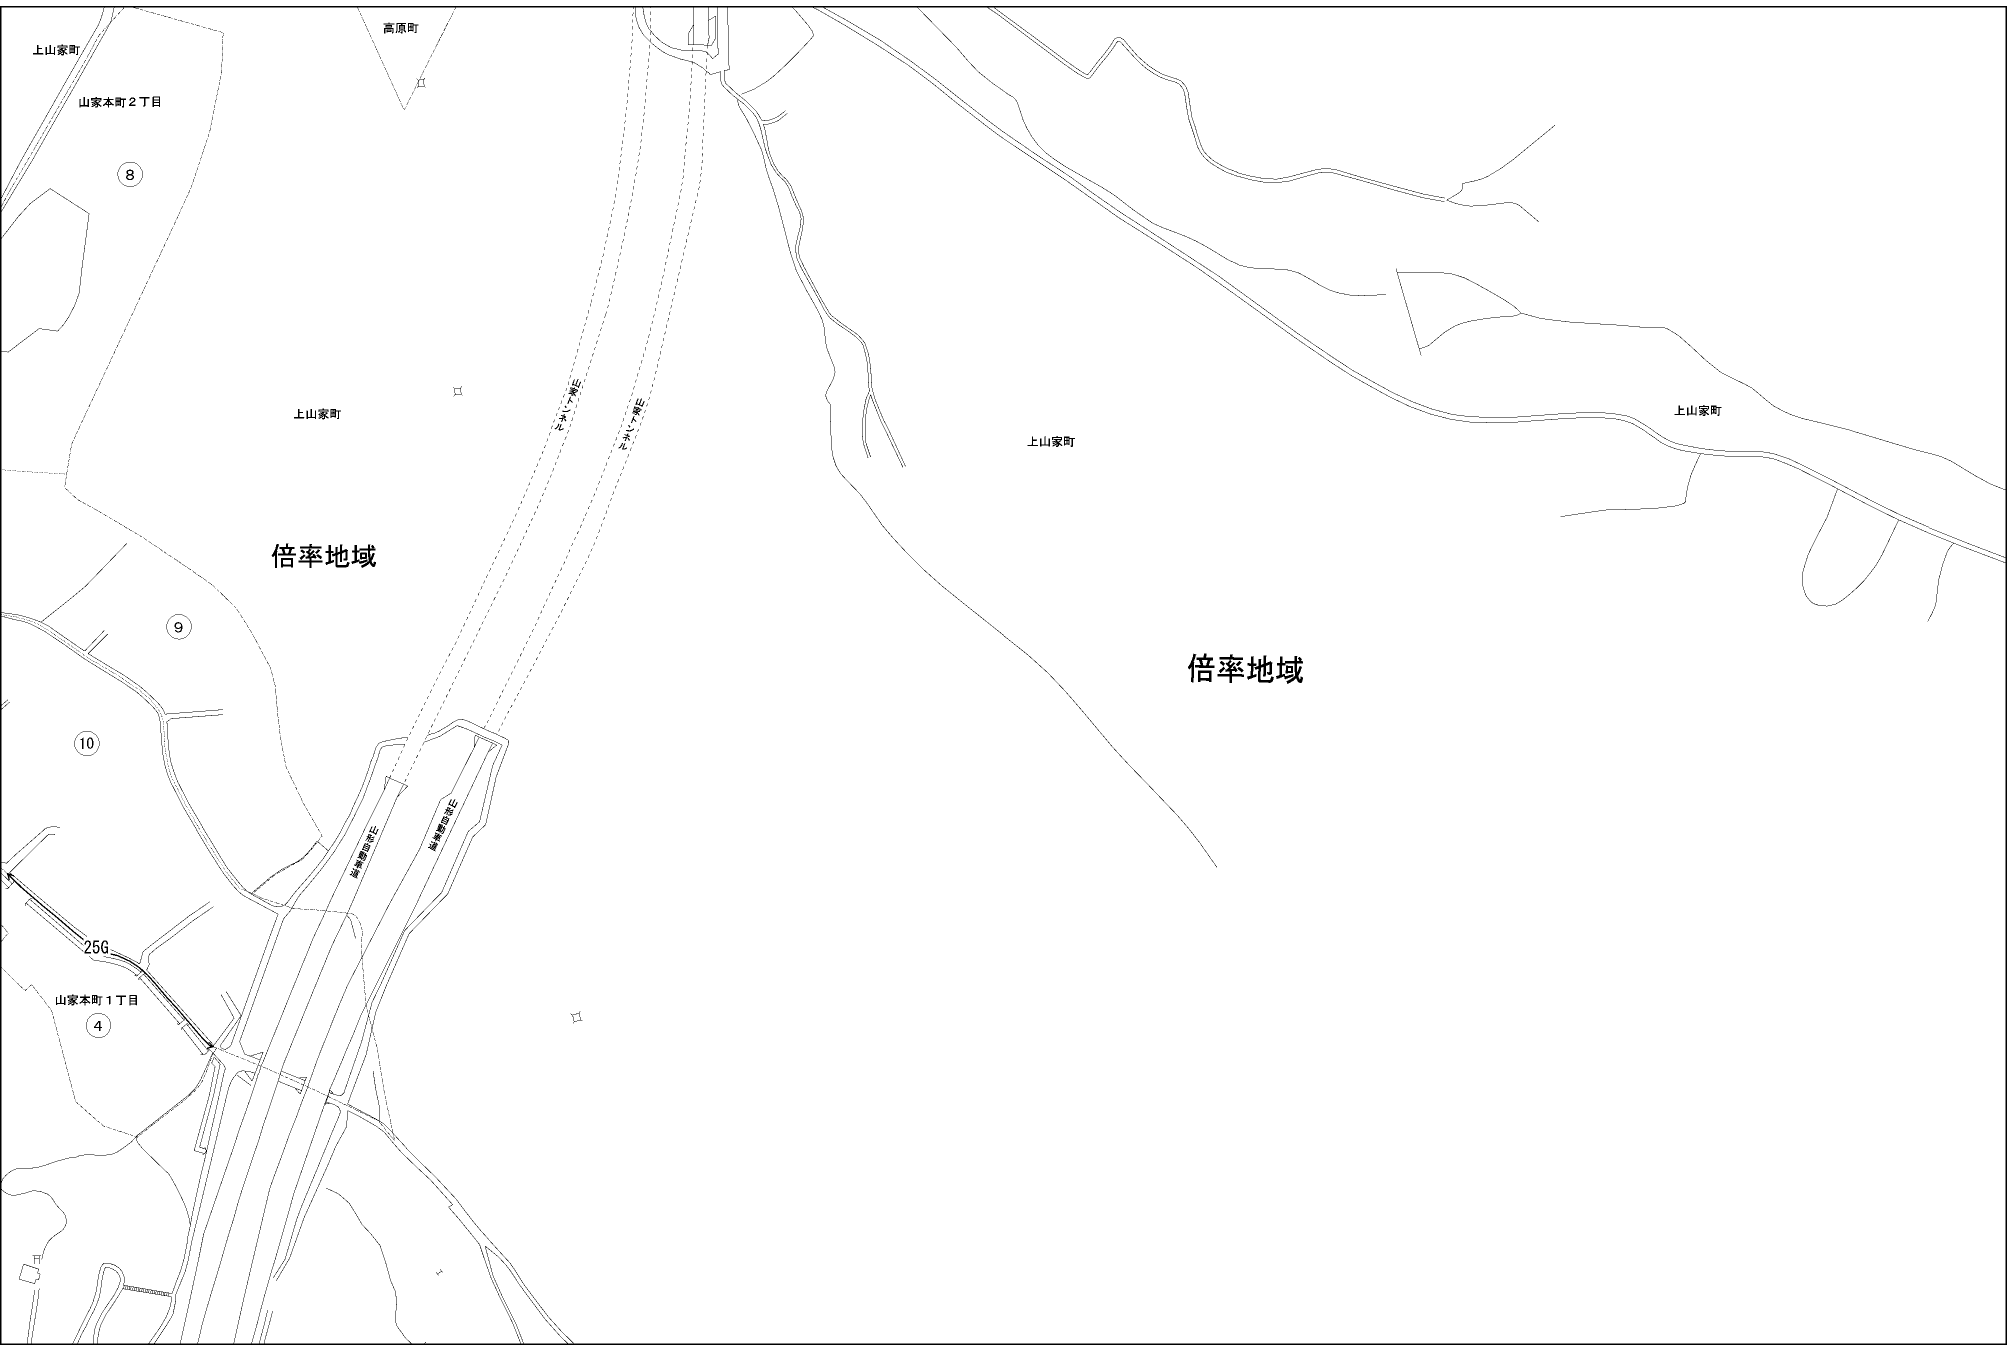 高原町
上山家町
山家本町２丁目
8
山家トンネル
山家トンネル
上山家町
上山家町
上山家町
倍率地域
9
倍率地域
10
山形自動車道
山形自動車道
25G
山家本町１丁目
4